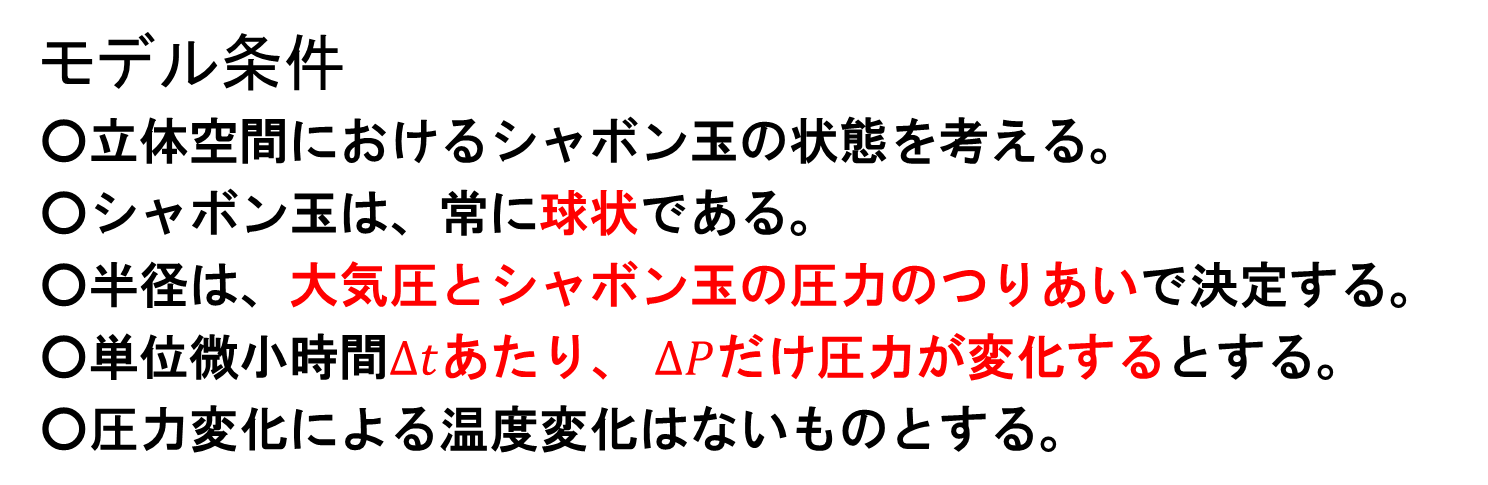 モデル条件
〇立体空間におけるシャボン玉の状態を考える。
〇シャボン玉は、常に球状である。
〇半径は、大気圧とシャボン玉の圧力のつりあいで決定する。
〇単位微小時間Δtあたり、 ΔPだけ圧力が変化するとする。
〇圧力変化による温度変化はないものとする。